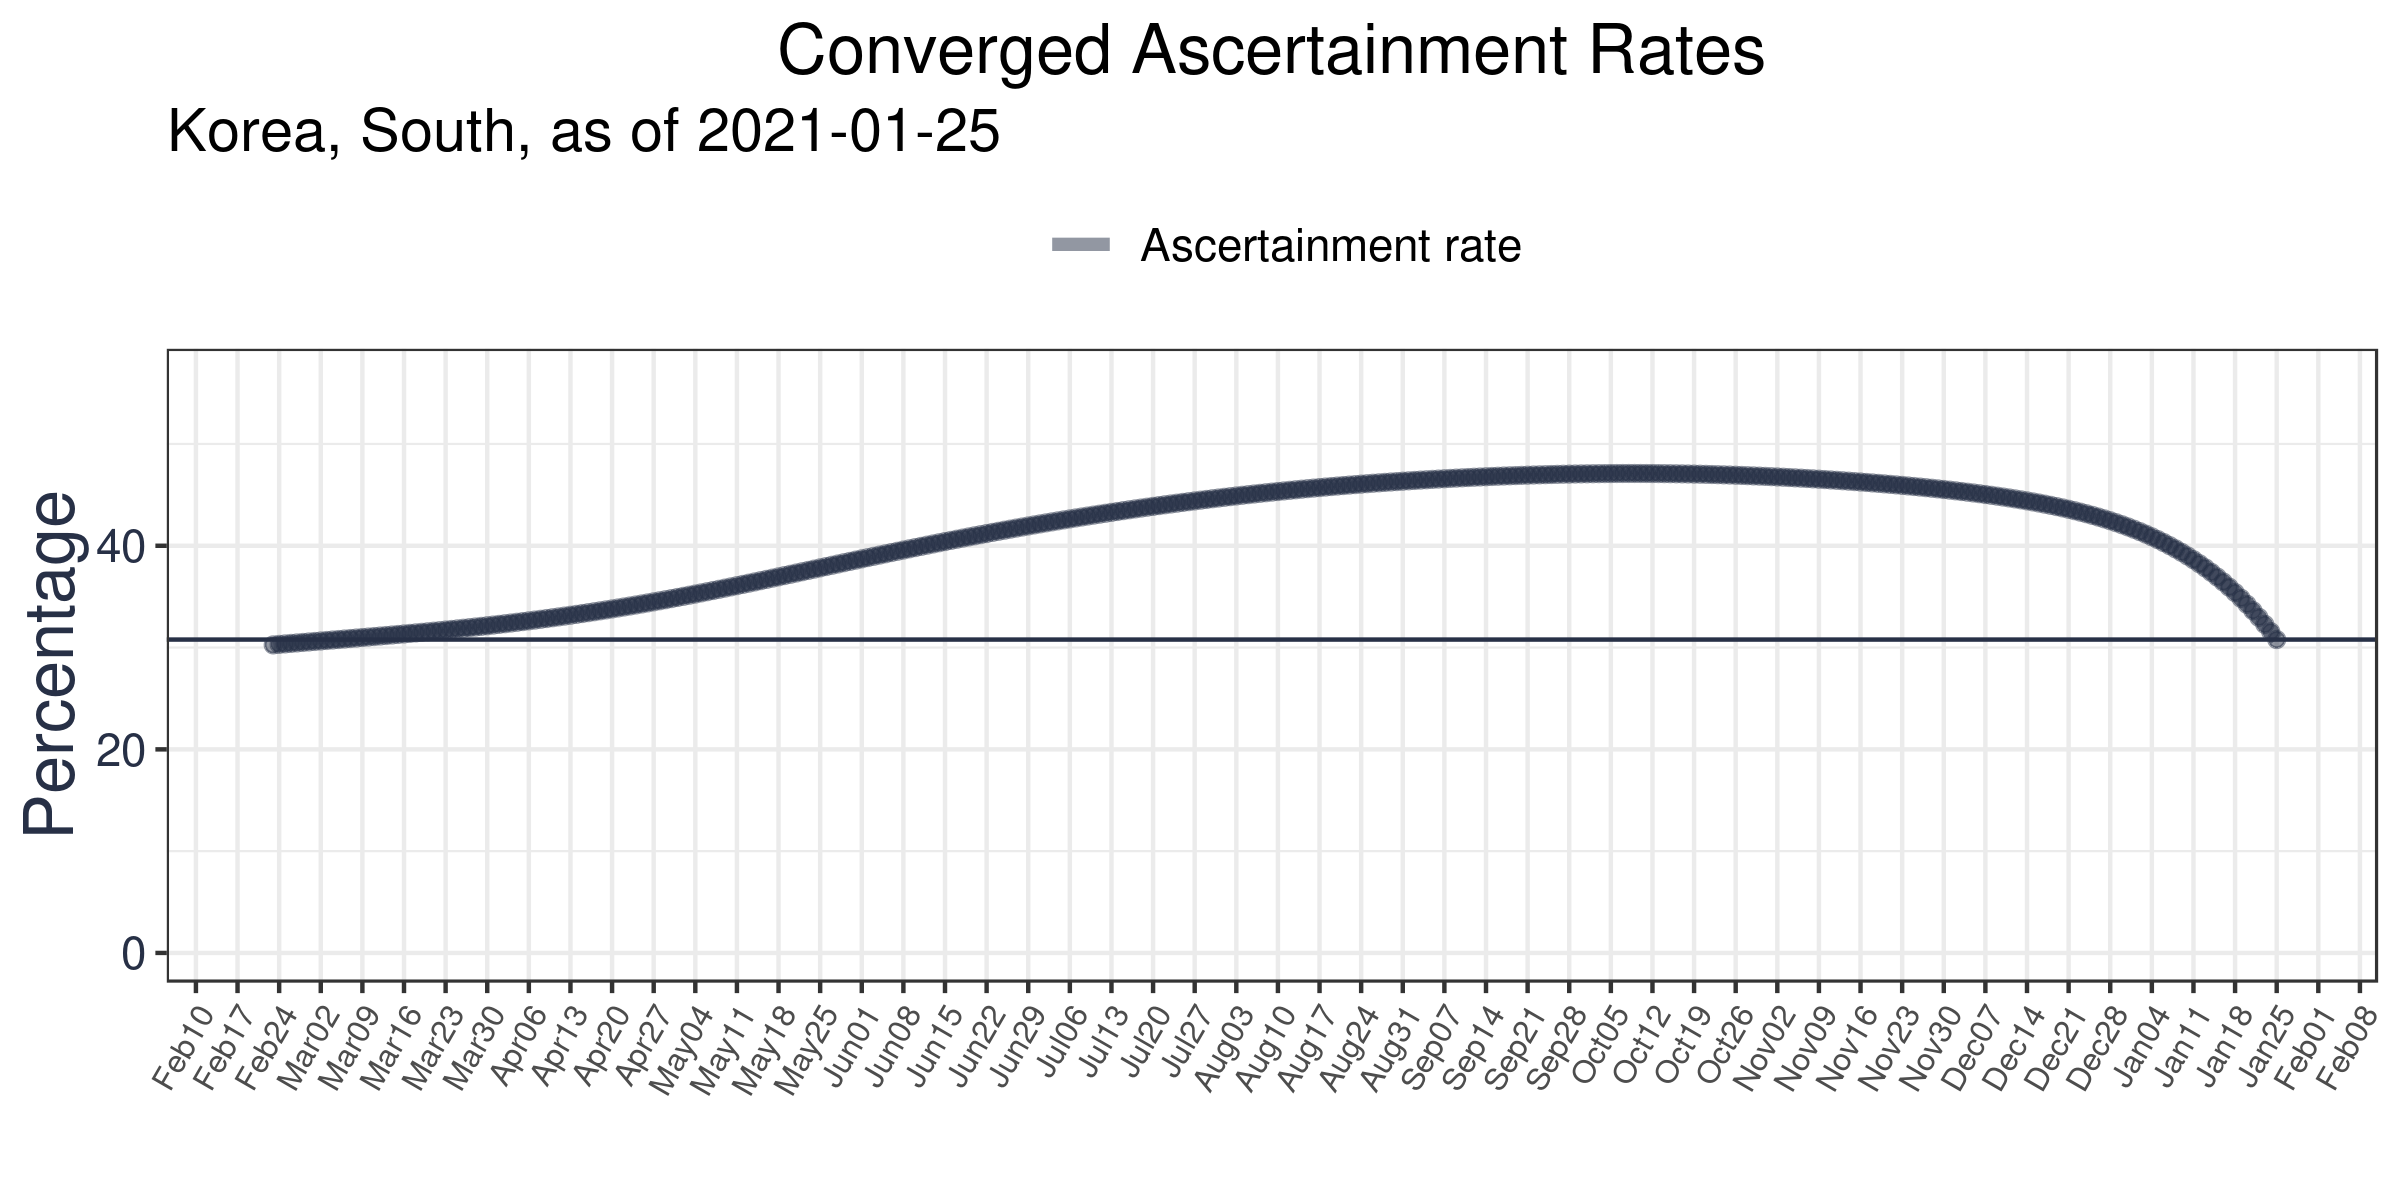 Converged Ascertainment Rates
Korea, South, as of 2021-01-25
Ascertainment rate
Percentage
40
20
0
Feb10
Feb17
Feb24
Mar02
Mar09
Mar16
Mar23
Mar30
Apr06
Apr13
Apr20
Apr27
May04
May11
May18
May25
Jun01
Jun08
Jun15
Jun22
Jun29
Jul06
Jul13
Jul20
Jul27
Aug03
Aug10
Aug17
Aug24
Aug31
Sep07
Sep14
Sep21
Sep28
Oct05
Oct12
Oct19
Oct26
Nov02
Nov09
Nov16
Nov23
Nov30
Dec07
Dec14
Dec21
Dec28
Jan04
Jan11
Jan18
Jan25
Feb01
Feb08